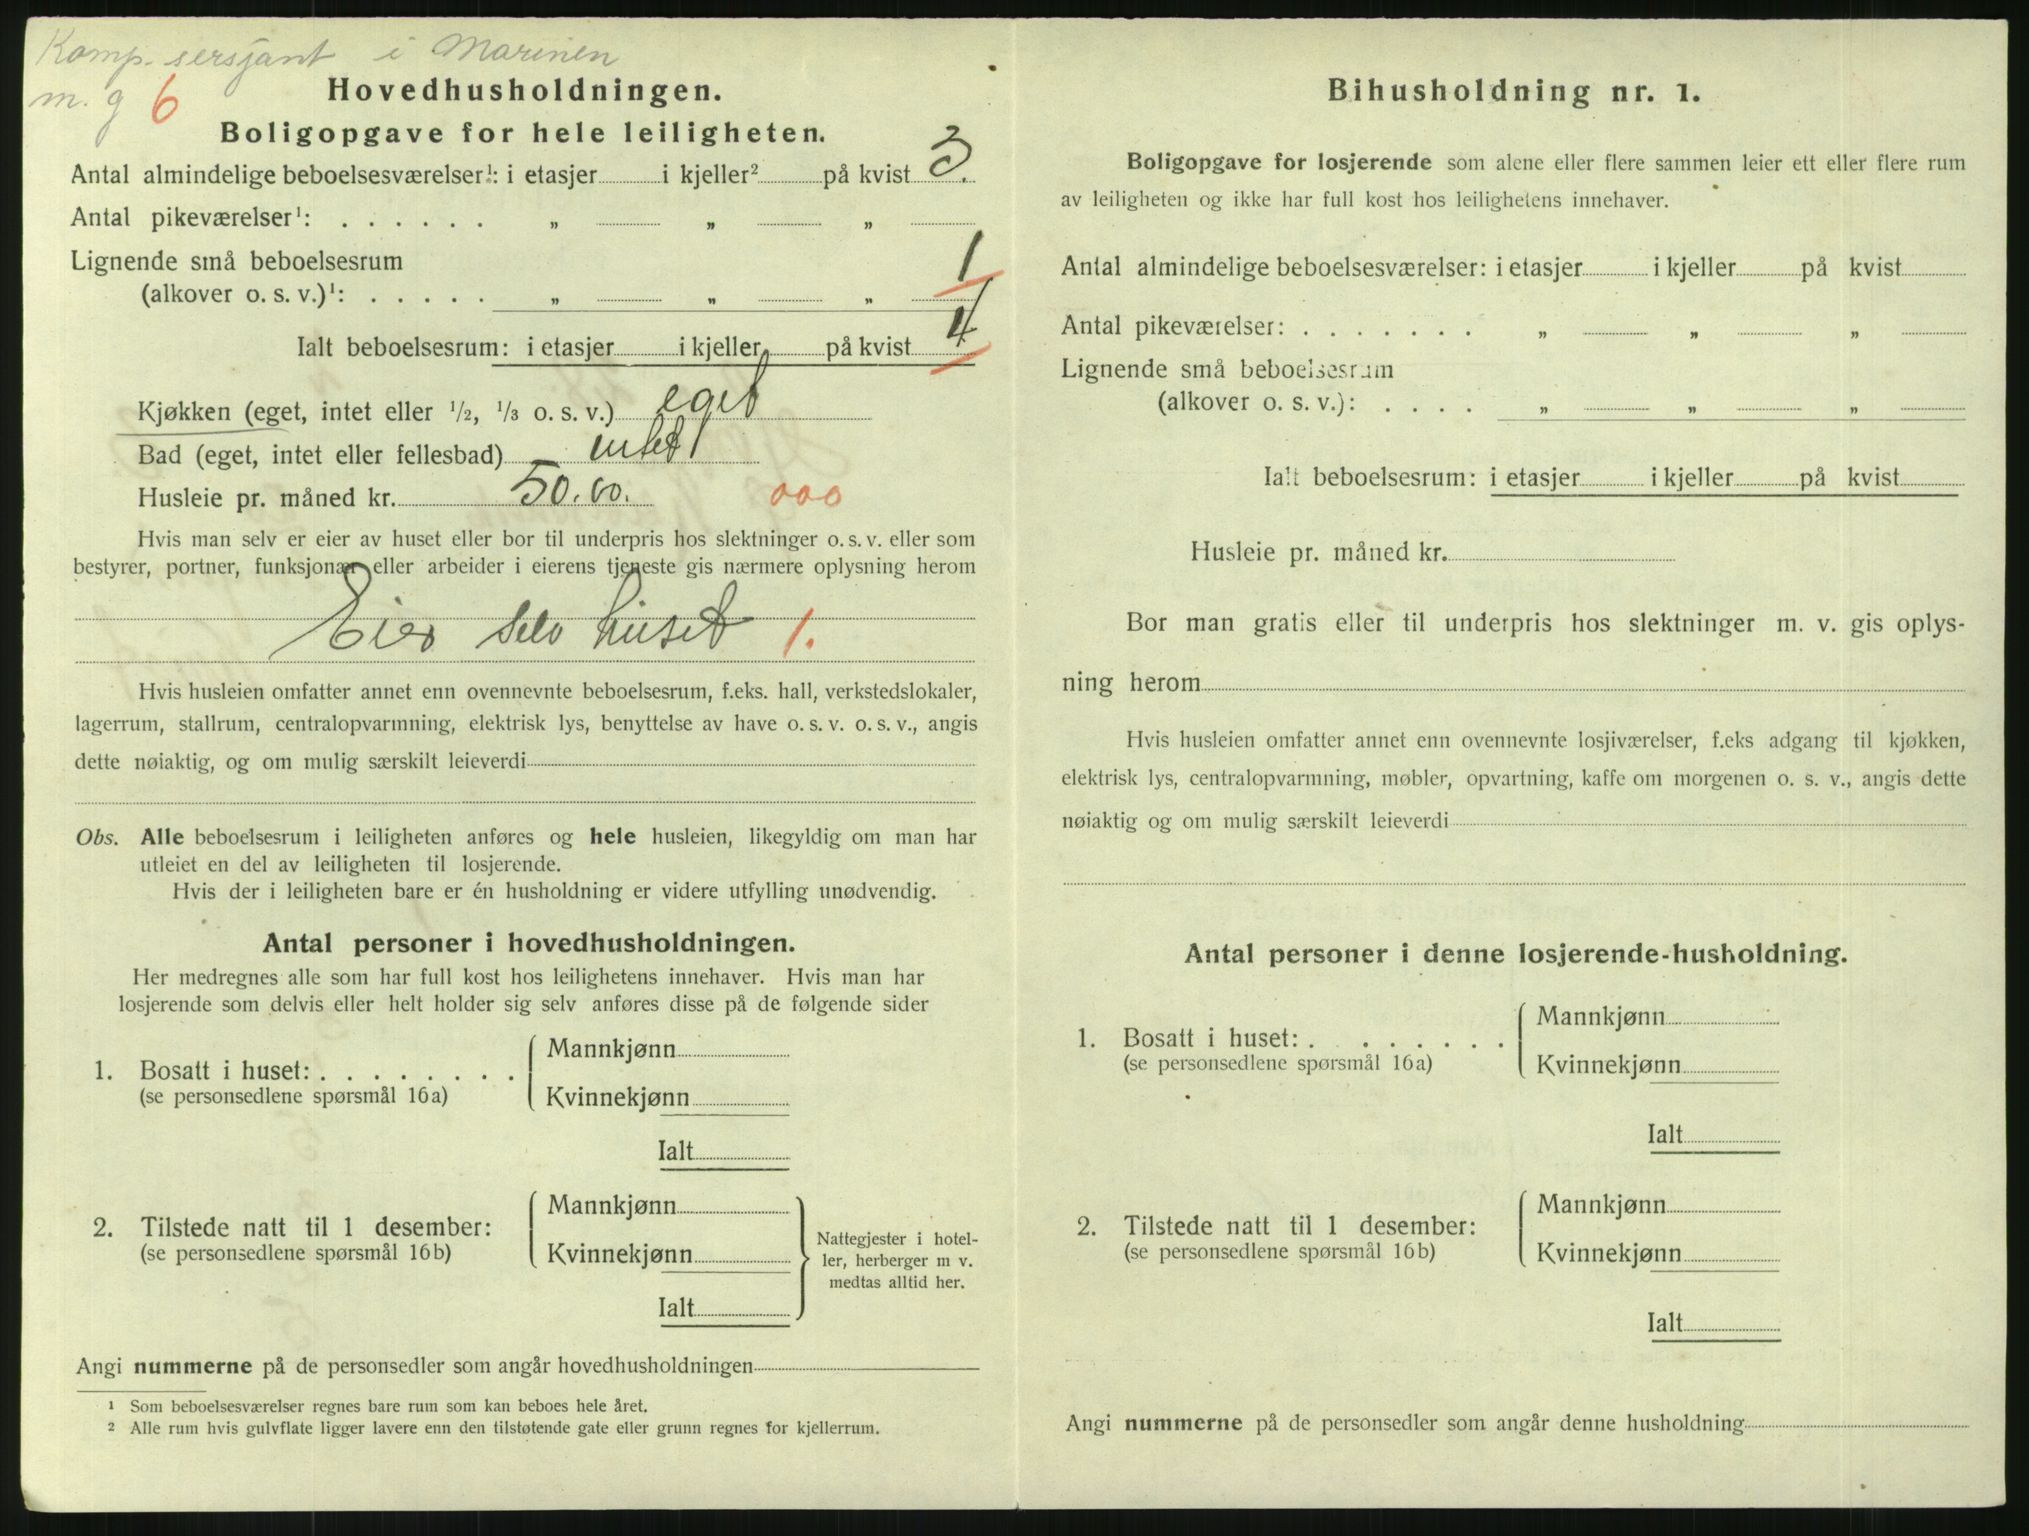 Komp. sersjant i Marinen
m. g 6
Hovedhusholdningen.
Boligopgave for hele leiligheten.
Antal almindelige beboelsesværelser¹: i etasjer i kjeller² på kvist 3.
Antal pikeværelser¹: . . . . . . „ „ „
Lignende små beboelsesrum
(alkover o. s. v.)¹: . . . . . „ „ „ 1
Ialt beboelsesrum: i etasjer i kjeller på kvist 4
Kjøkken (eget, intet eller ½, ⅓ o. s. v.) eget
Bad (eget, intet eller fellesbad) intet
Husleie pr. måned kr. 50.00. 000
Hvis man selv er eier av huset eller bor til underpris hos slektninger o. s. v. eller som
bestyrer, portner, funksjonær eller arbeider i eierens tjeneste gis nærmere oplysning herom
Eier selv huset 1.
Hvis husleien omfatter annet enn ovennevnte beboelsesrum, f.eks. hall, verkstedslokaler,
lagerrum, stallrum, centralopvarmning, elektrisk lys, benyttelse av have o. s. v. o. s. v., angis
dette nøiaktig, og om mulig særskilt leieverdi
Obs. Alle beboelsesrum i leiligheten anføres og hele husleien, likegyldig om man har
utleiet en del av leiligheten til losjerende.
Hvis der i leiligheten bare er én husholdning er videre utfylling unødvendig.
Antal personer i hovedhusholdningen.
Her medregnes alle som har full kost hos leilighetens innehaver. Hvis man har
losjerende som delvis eller helt holder sig selv anføres disse på de følgende sider
Mannkjønn
1. Bosatt i huset: . . . . . . . .
(se personsedlene spørsmål 16a) Kvinnekjønn
Ialt
Mannkjønn
2. Tilstede natt til 1 desember:
(se personsedlene spørsmål 16b) Kvinnekjønn
Ialt
Nattegjester i hotel-
ler, herberger m v.
medtas alltid her.
Angi nummerne på de personsedler som angår hovedhusholdningen
¹ Som beboelsesværelser regnes bare rum som kan beboes hele året.
² Alle rum hvis gulvflate ligger lavere enn den tilstøtende gate eller grunn regnes for kjellerrum.
Bihusholdning nr. 1.
Boligopgave for losjerende som alene eller flere sammen leier ett eller flere rum
av leiligheten og ikke har full kost hos leilighetens innehaver.
Antal almindelige beboelsesværelser: i etasjer i kjeller på kvist
Antal pikeværelser: . . . . . . . „ „ „
Lignende små beboelsesrum
(alkover o. s. v.): . . . . „ „ „
Ialt beboelsesrum: i etasjer i kjeller på kvist
Husleie pr. måned kr.
Bor man gratis eller til underpris hos slektninger m. v. gis oplys-
ning herom
Hvis husleien omfatter annet enn ovennevnte losjiværelser, f.eks adgang til kjøkken,
elektrisk lys, centralopvarmning, møbler, opvartning, kaffe om morgenen o. s. v., angis dette
nøiaktig og om mulig særskilt leieverdi
Antal personer i denne losjerende-husholdning.
Mannkjønn
1. Bosatt i huset: . . . . . . .
(se personsedlene spørsmål 16a) Kvinnekjønn
Ialt
Mannkjønn
2. Tilstede natt til 1 desember:
(se personsedlene spørsmål 16b) Kvinnekjønn
Ialt
Angi nummerne på de personsedler som angår denne husholdning